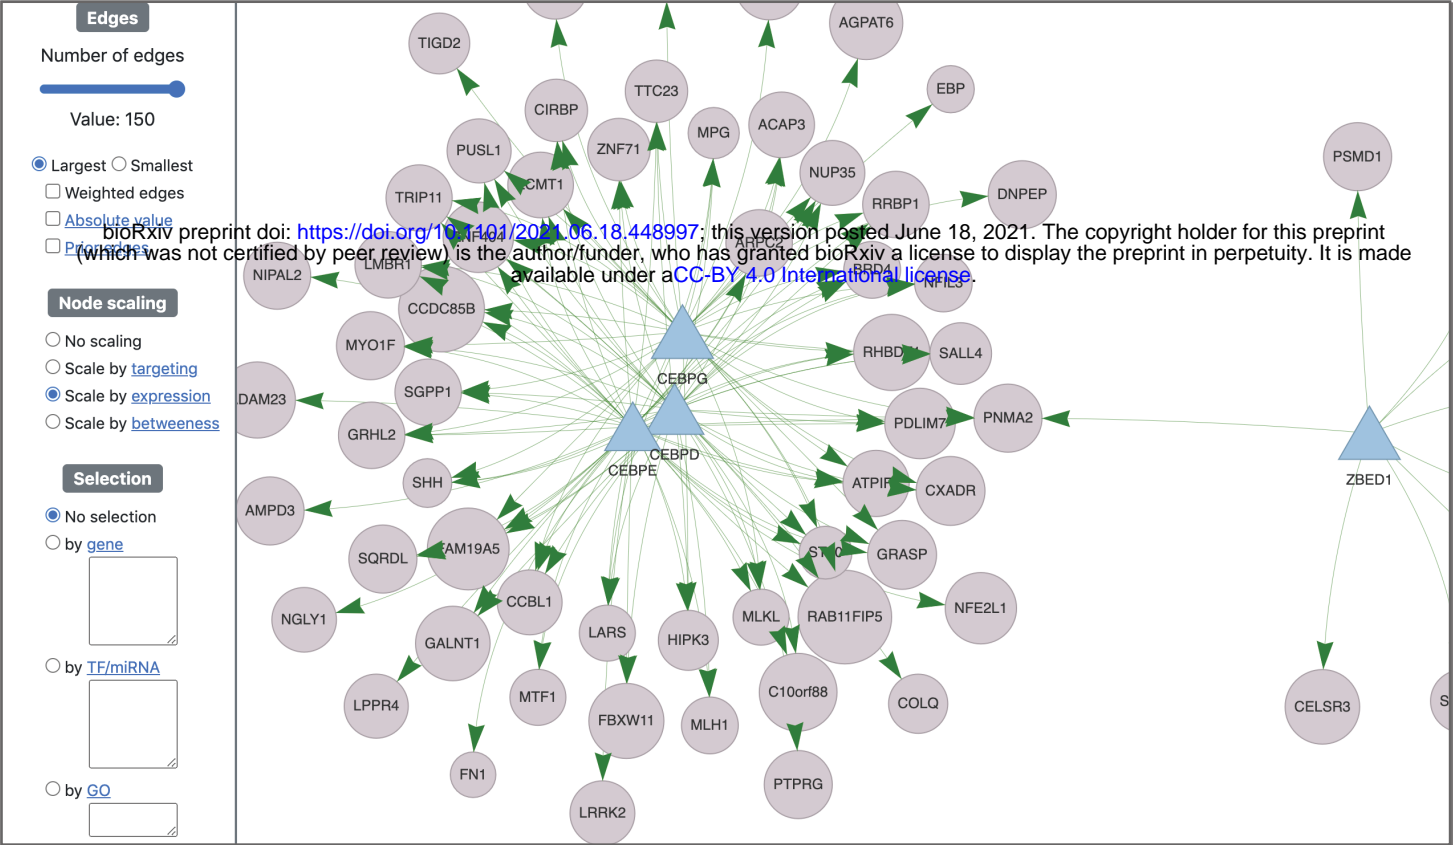 Edges
Number of edges
Value: 150
Largest Smallest
Weighted edges
Absolute value
Prior edges
Node scaling
No scaling
Scale by targeting
Scale by expression
Scale by betweeness
Selection
No selection
by gene
by TF/miRNA
by GO
bioRxiv preprint doi: https://doi.org/10.1101/2021.06.18.448997; this version posted June 18, 2021. The copyright holder for this preprint
(which was not certified by peer review) is the author/funder, who has granted bioRxiv a license to display the preprint in perpetuity. It is made
available under aCC-BY 4.0 International license.
AGPAT6
TIGD2
TTC23
EBP
CIRBP
MPG
ACAP3
PUSL1
ZNF71
PSMD1
NUP35
TRIP11
RRBP1
DNPEP
ARPC2
LMBR1
BRD4
NIPAL2
NFIL3
CCDC85B
MYO1F
SALL4
CEBPG
SGPP1
PNMA2
PDLIM7
GRHL2
CEBPD
CEBPE
ZBED1
SHH
CXADR
AMPD3
FAM19A5
SQRDL
GRASP
CCBL1
NFE2L1
NGLY1
MLKL
RAB11FIP5
LARS
HIPK3
GALNT1
C10orf88
MTF1
COLQ
LPPR4
CELSR3
FBXW11
MLH1
FN1
PTPRG
LRRK2